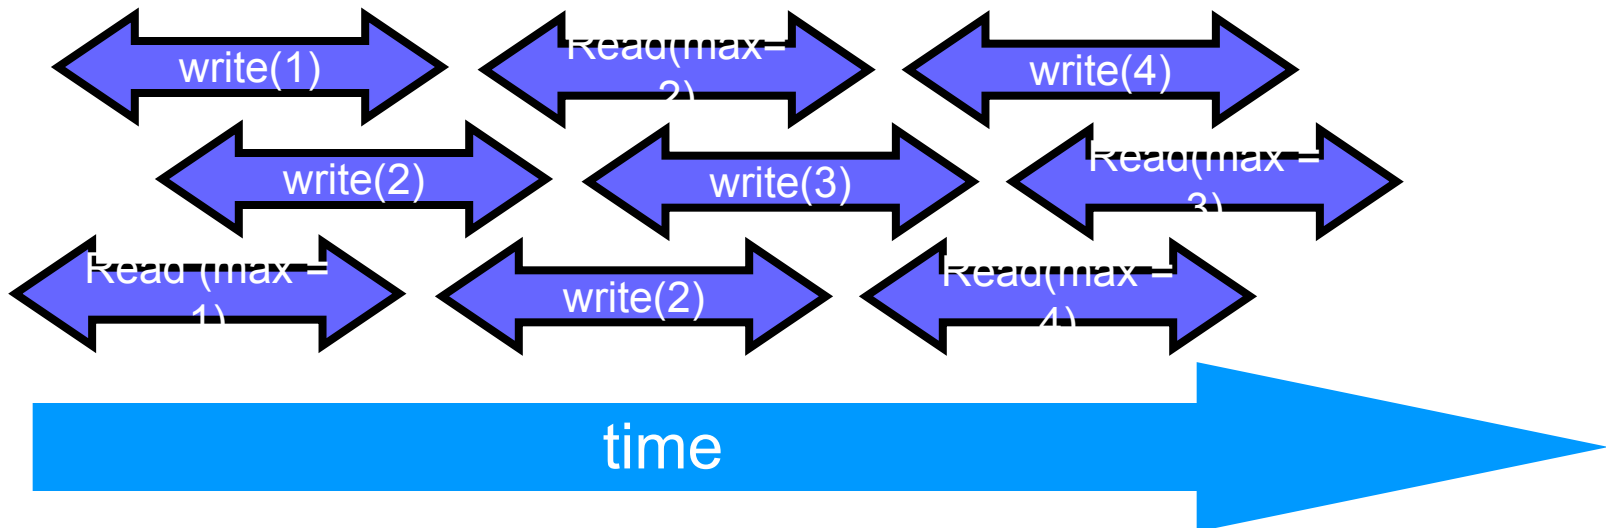 write(1)
Read(max=
2)
write(4)
write(2)
write(3)
Read(max =
3)
Read (max =
1)
write(2)
Read(max =
4)
time